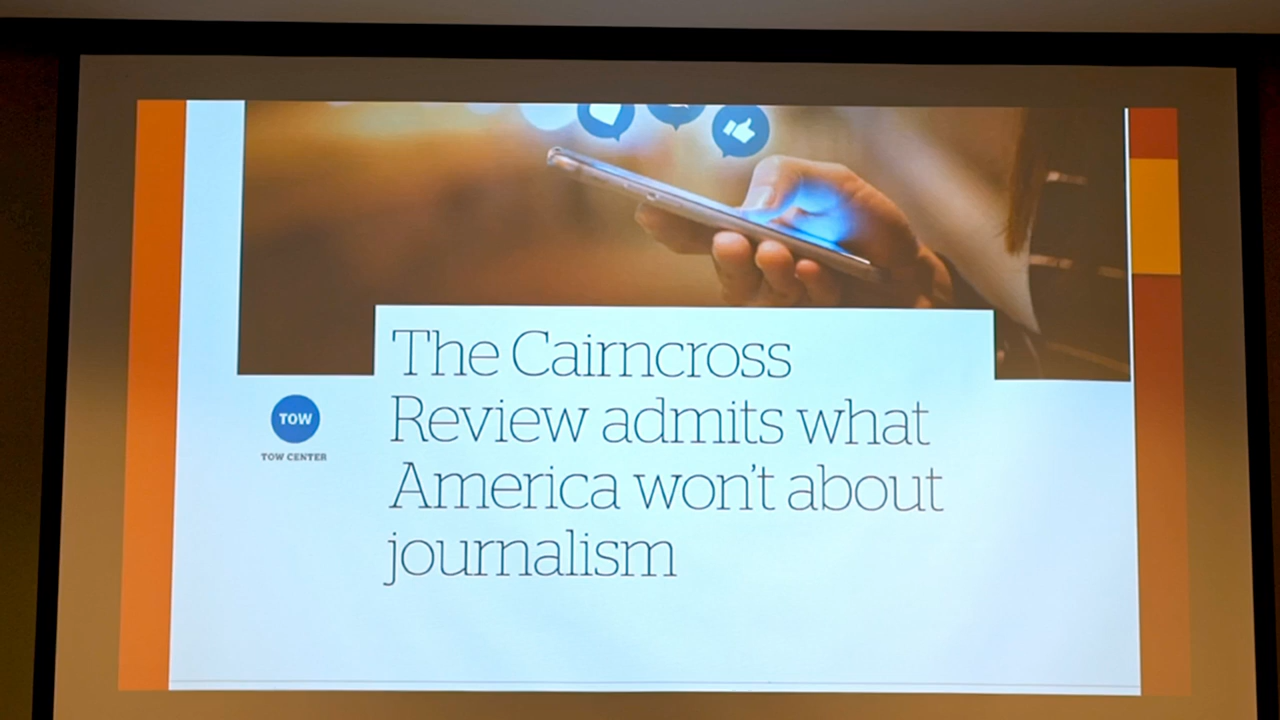 The Cairncross
Review admits what
America won't about
journalism
TOW
TOW CENTER